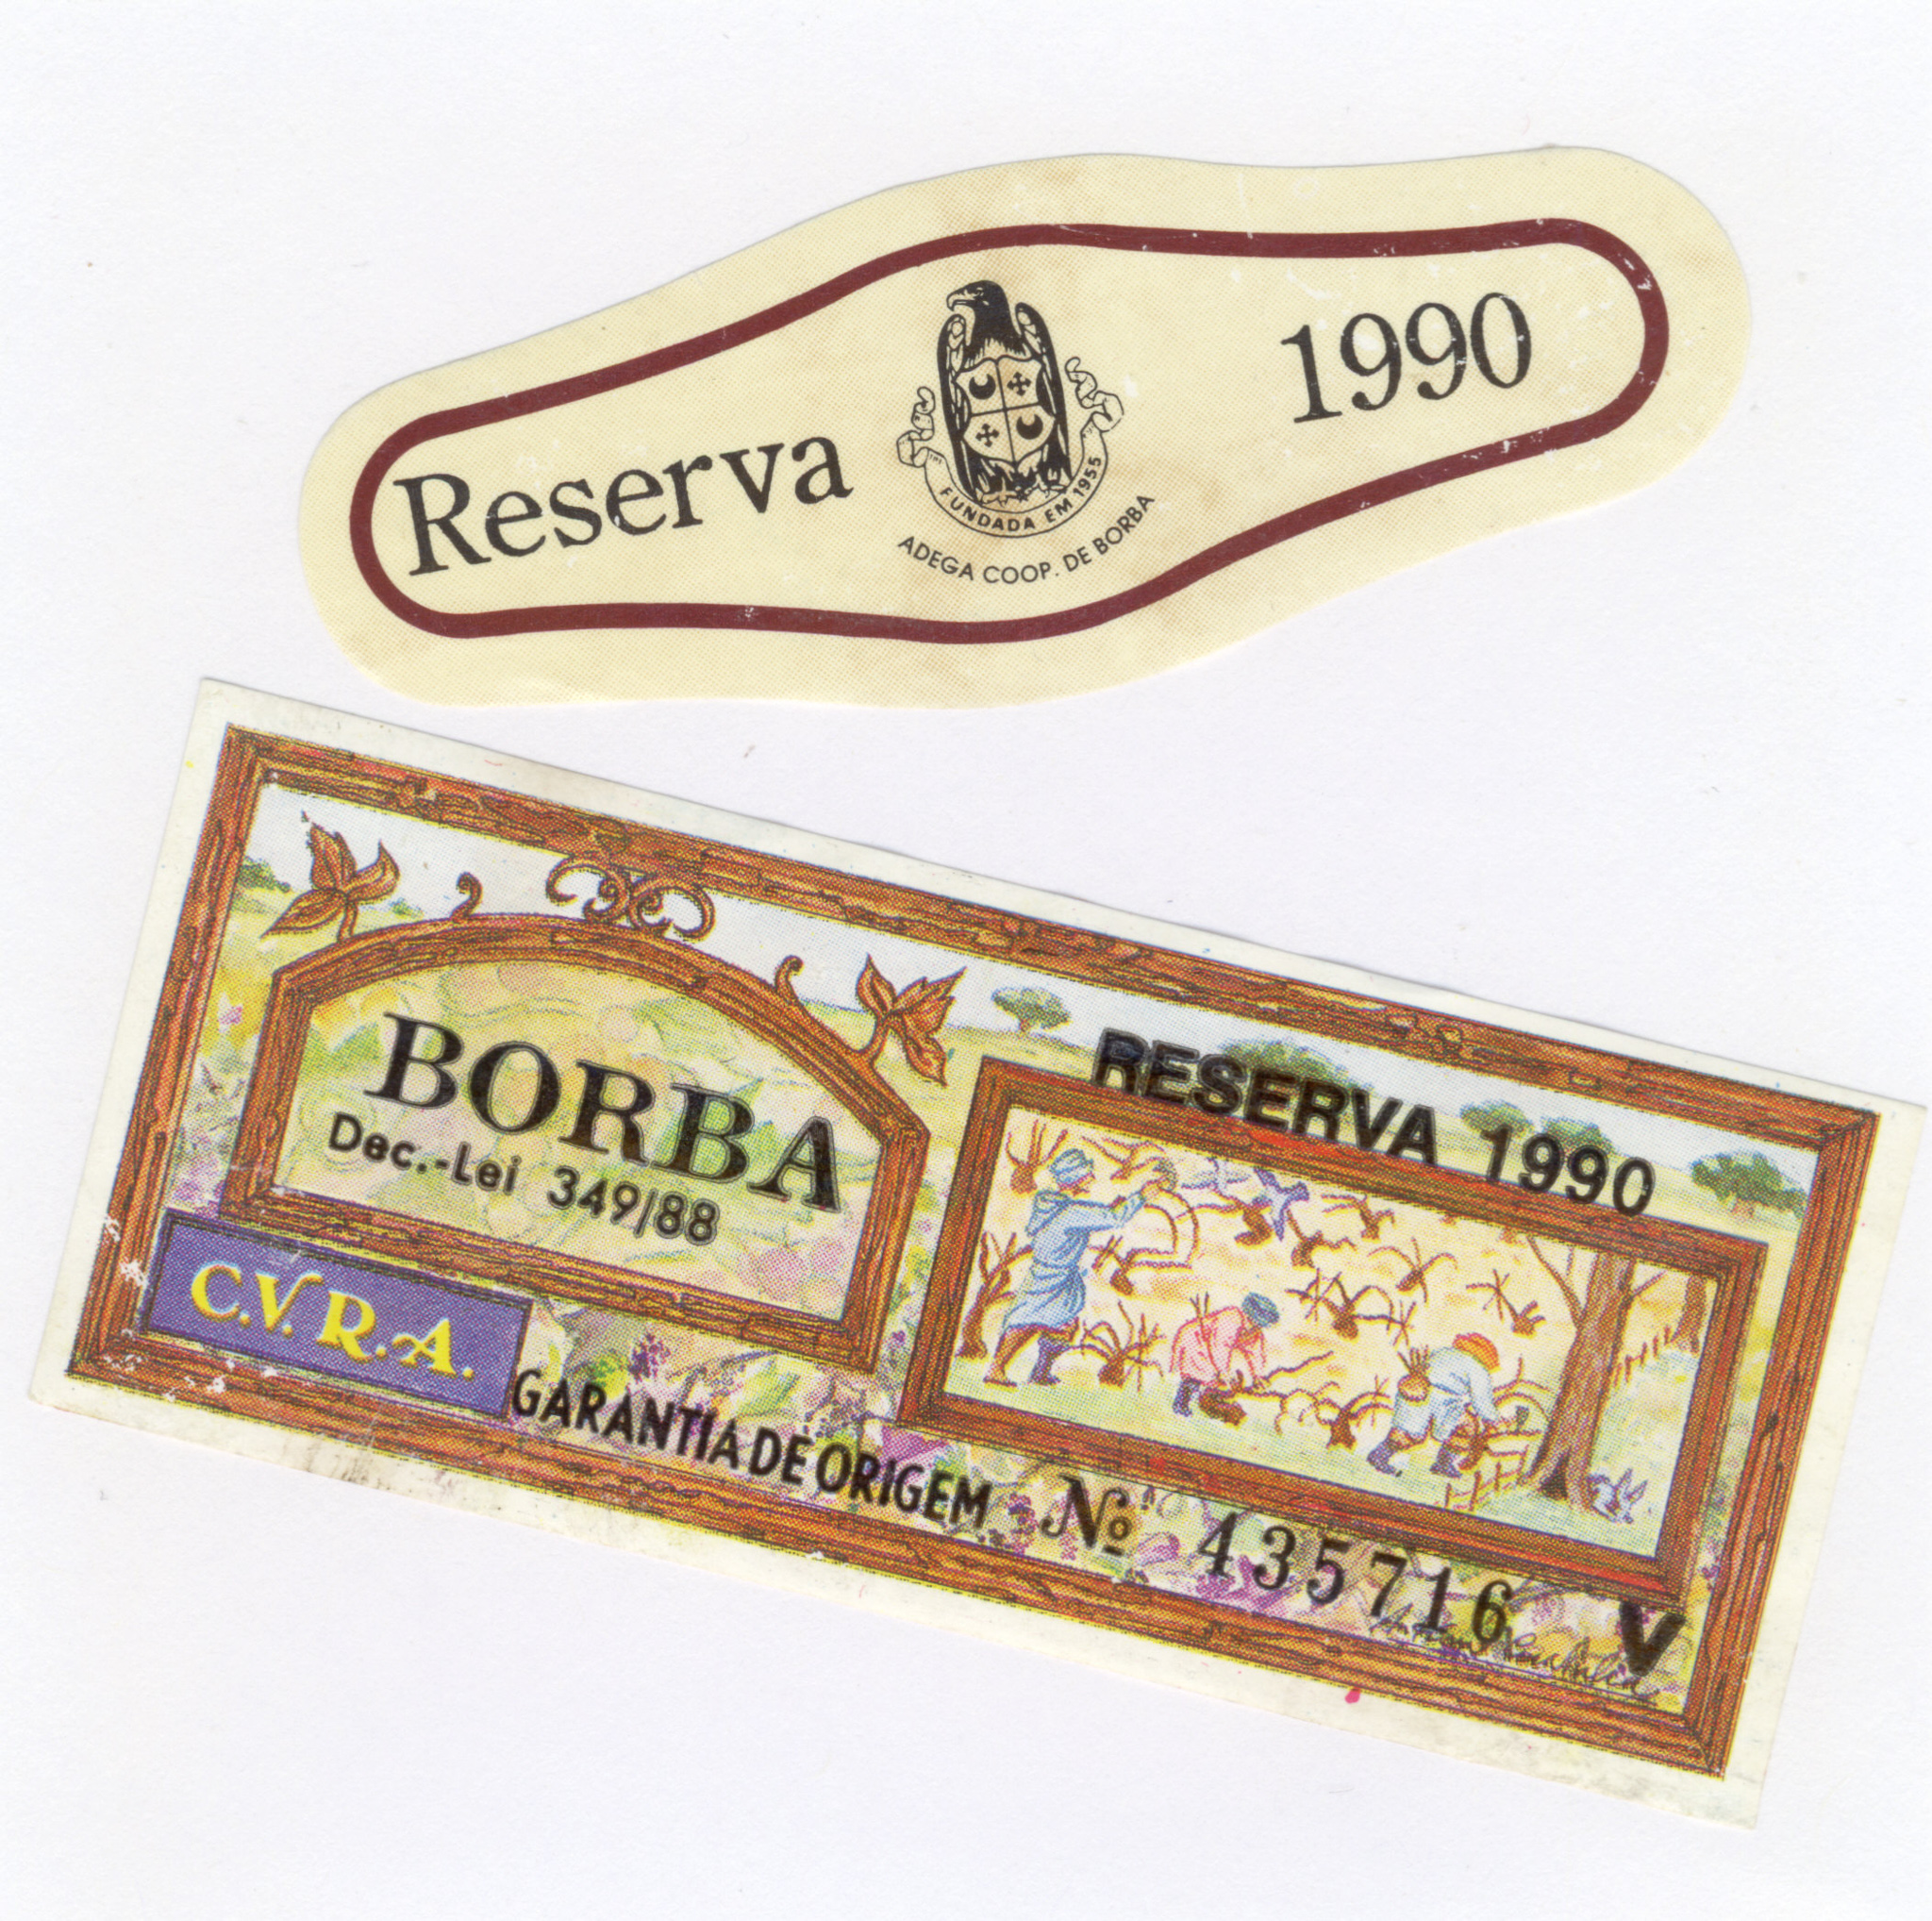 Reserva
1990
FUNDADA EM 1955
ADEGA COOP. DE BORBA
BORBA
Dec.-Lei 349/88
C.V.R.A.
RESERVA 1990
GARANTIA DE ORIGEM
No 435716 V